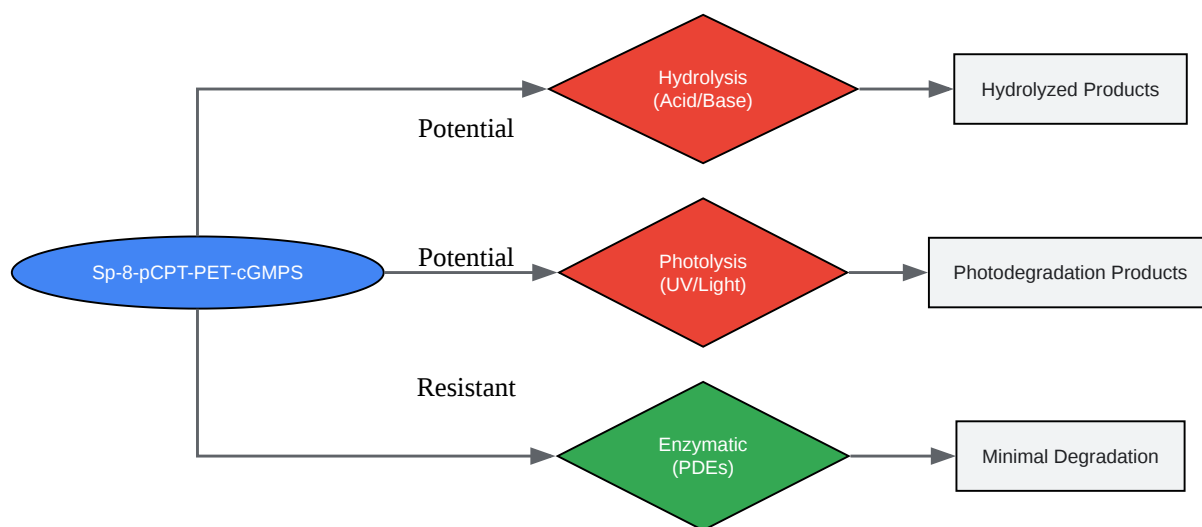 Hydrolysis
(Acid/Base)
Hydrolyzed Products
Potential
Sp-8-pCPT-PET-cGMPS
Potential
Photolysis
(UV/Light)
Photodegradation Products
Resistant
Enzymatic
(PDEs)
Minimal Degradation